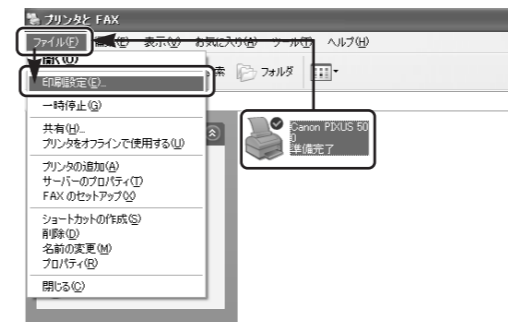 プリンタと FAX
ファイル(F) 編集(E) 表示(V) お気に入り(A) ツール(T) ヘルプ(H)
開く(O)
索 フォルダ
印刷設定(E)...
一時停止(G)
共有(H)...
プリンタをオフラインで使用する(U)
プリンタの追加(A)
サーバーのプロパティ(T)
FAX のセットアップ(X)
ショートカットの作成(S)
削除(D)
名前の変更(M)
プロパティ(R)
閉じる(C)
Canon PIXUS 50
0
準備完了